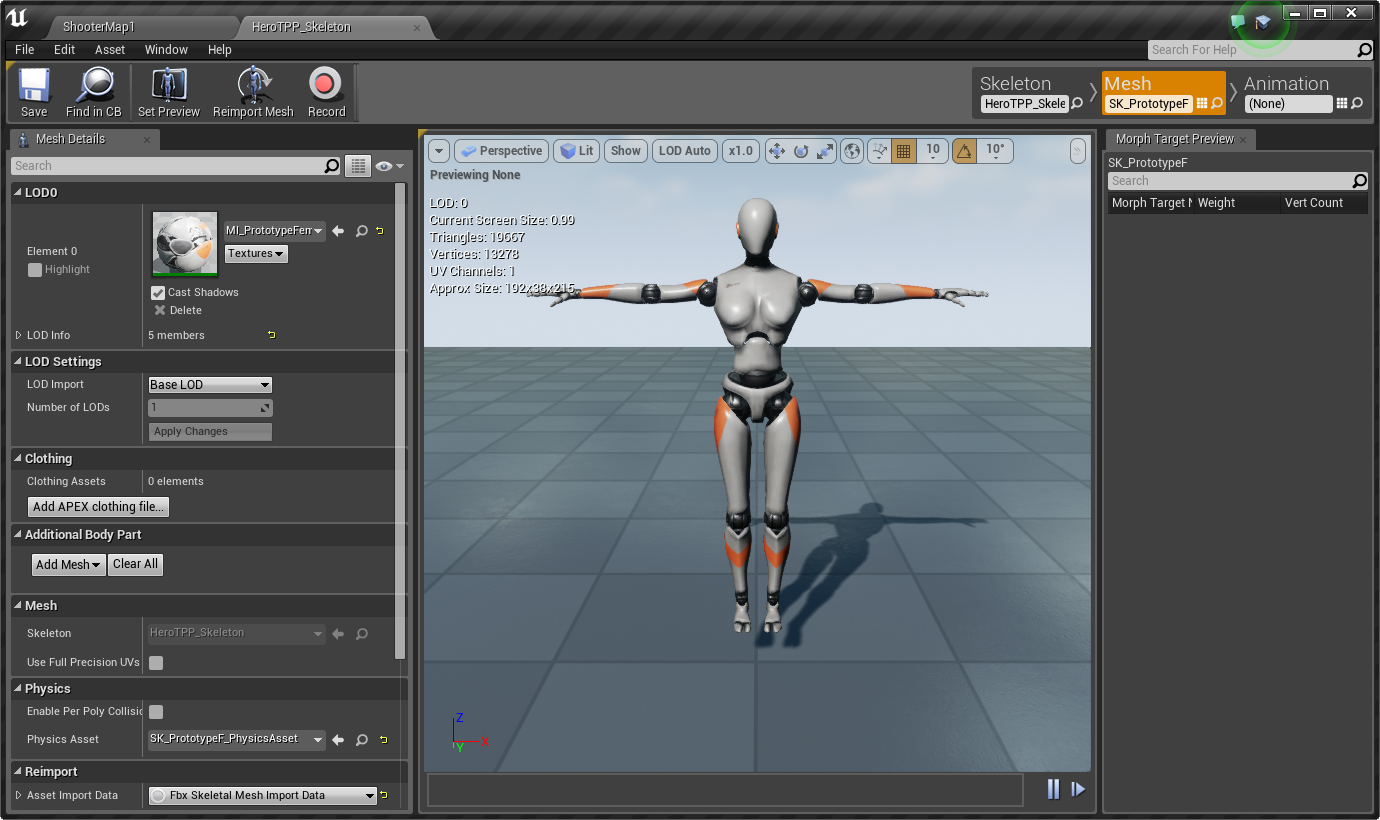 ShooterMap1
HeroTPP_Skeleton
File Edit Asset Window Help
Search For Help
Save
Find in CB
Set Preview
Reimport Mesh
Record
Skeleton
HeroTPP_Skele
Mesh
SK_PrototypeF
Animation
(None)
Mesh Details
Search
LOD0
Element 0
Highlight
MI_PrototypeFem
Textures
Cast Shadows
Delete
LOD Info 5 members
LOD Settings
LOD Import Base LOD
Number of LODs 1
Apply Changes
Clothing
Clothing Assets 0 elements
Add APEX clothing file...
Additional Body Part
Add Mesh Clear All
Mesh
Skeleton HeroTPP_Skeleton
Use Full Precision UVs
Physics
Enable Per Poly Collisio
Physics Asset SK_PrototypeF_PhysicsAsset
Reimport
Asset Import Data Fbx Skeletal Mesh Import Data
Perspective Lit Show LOD Auto x1.0 10 10°
Previewing None
LOD: 0
Current Screen Size: 0.99
Triangles: 19667
Vertices: 13278
UV Channels: 1
Approx Size: 192x38x215
Z
X
Y
Morph Target Preview
SK_PrototypeF
Search
Morph Target N Weight Vert Count